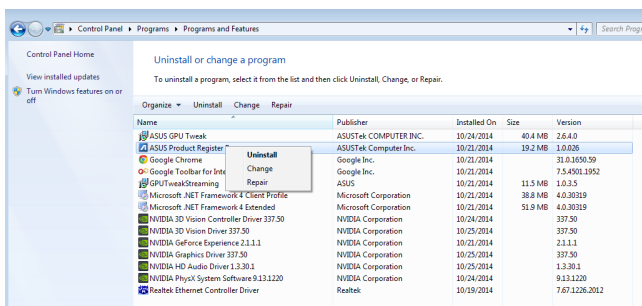 Control Panel ▸ Programs ▸ Programs and Features
Search Prog
Control Panel Home
View installed updates
Turn Windows features on or
off
Uninstall or change a program
To uninstall a program, select it from the list and then click Uninstall, Change, or Repair.
Organize Uninstall Change Repair
Name Publisher Installed On Size Version
ASUS GPU Tweak ASUSTek COMPUTER INC. 10/24/2014 40.4 MB 2.6.4.0
ASUS Product Register ASUSTek Computer Inc. 10/21/2014 19.2 MB 1.0.026
Google Chrome Google Inc. 10/21/2014 31.0.1650.59
Google Toolbar for Inte Google Inc. 10/24/2014 7.5.4501.1952
GPUTweakStreaming ASUS 10/21/2014 11.5 MB 1.0.3.5
Microsoft .NET Framework 4 Client Profile Microsoft Corporation 10/21/2014 38.8 MB 4.0.30319
Microsoft .NET Framework 4 Extended Microsoft Corporation 10/21/2014 51.9 MB 4.0.30319
NVIDIA 3D Vision Controller Driver 337.50 NVIDIA Corporation 10/24/2014 337.50
NVIDIA 3D Vision Driver 337.50 NVIDIA Corporation 10/25/2014 337.50
NVIDIA GeForce Experience 2.1.1.1 NVIDIA Corporation 10/21/2014 2.1.1.1
NVIDIA Graphics Driver 337.50 NVIDIA Corporation 10/25/2014 337.50
NVIDIA HD Audio Driver 1.3.30.1 NVIDIA Corporation 10/25/2014 1.3.30.1
NVIDIA PhysX System Software 9.13.1220 NVIDIA Corporation 10/24/2014 9.13.1220
Realtek Ethernet Controller Driver Realtek 10/19/2014 7.67.1226.2012
Uninstall
Change
Repair